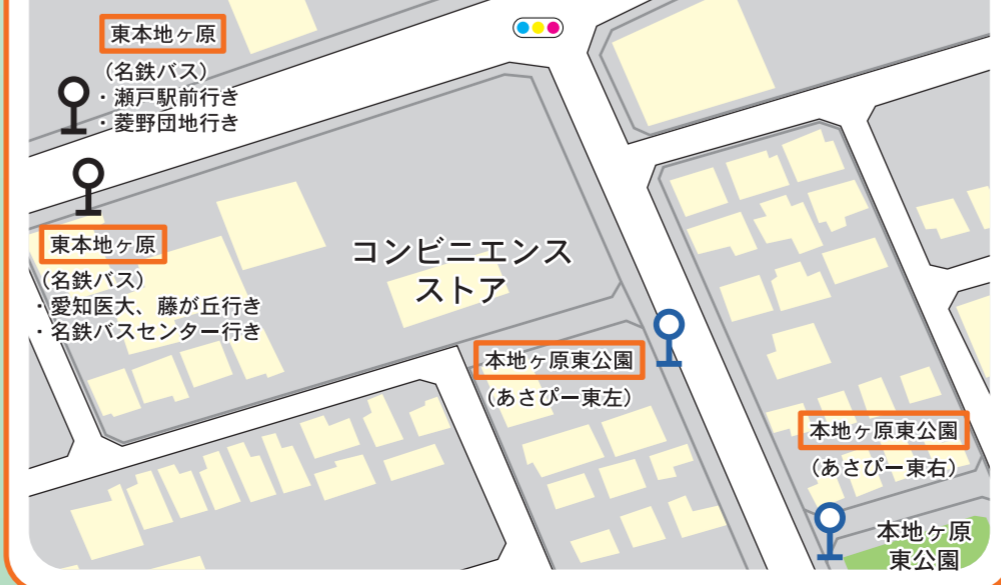 東本地ヶ原
（名鉄バス）
・瀬戸駅前行き
・菱野団地行き
東本地ヶ原
（名鉄バス）
・愛知医大、藤が丘行き
・名鉄バスセンター行き
コンビニエンス
ストア
本地ヶ原東公園
（あさぴー東左）
本地ヶ原東公園
（あさぴー東右）
本地ヶ原
東公園